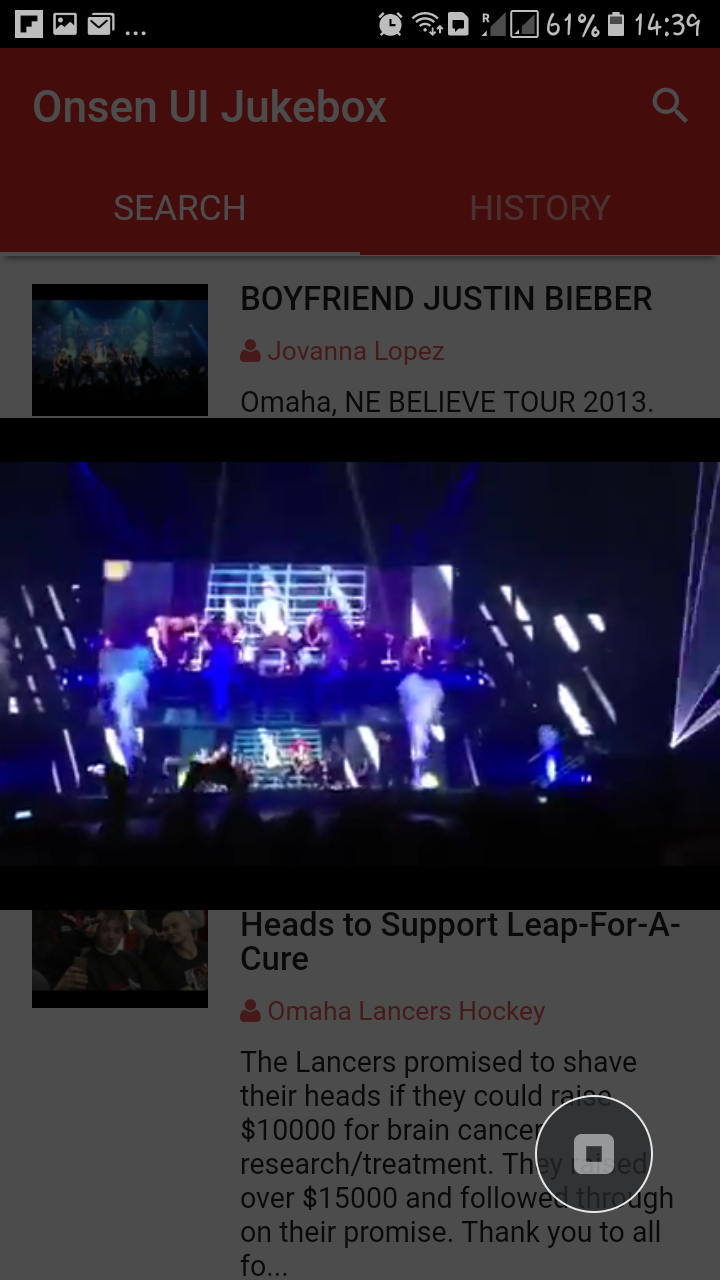 ... R 61% 14:39
Onsen UI Jukebox
SEARCH HISTORY
BOYFRIEND JUSTIN BIEBER
Jovanna Lopez
Omaha, NE BELIEVE TOUR 2013.
Heads to Support Leap-For-A-
Cure
Omaha Lancers Hockey
The Lancers promised to shave
their heads if they could raise
$10000 for brain cancer
research/treatment. They raised
over $15000 and followed through
on their promise. Thank you to all
fo...